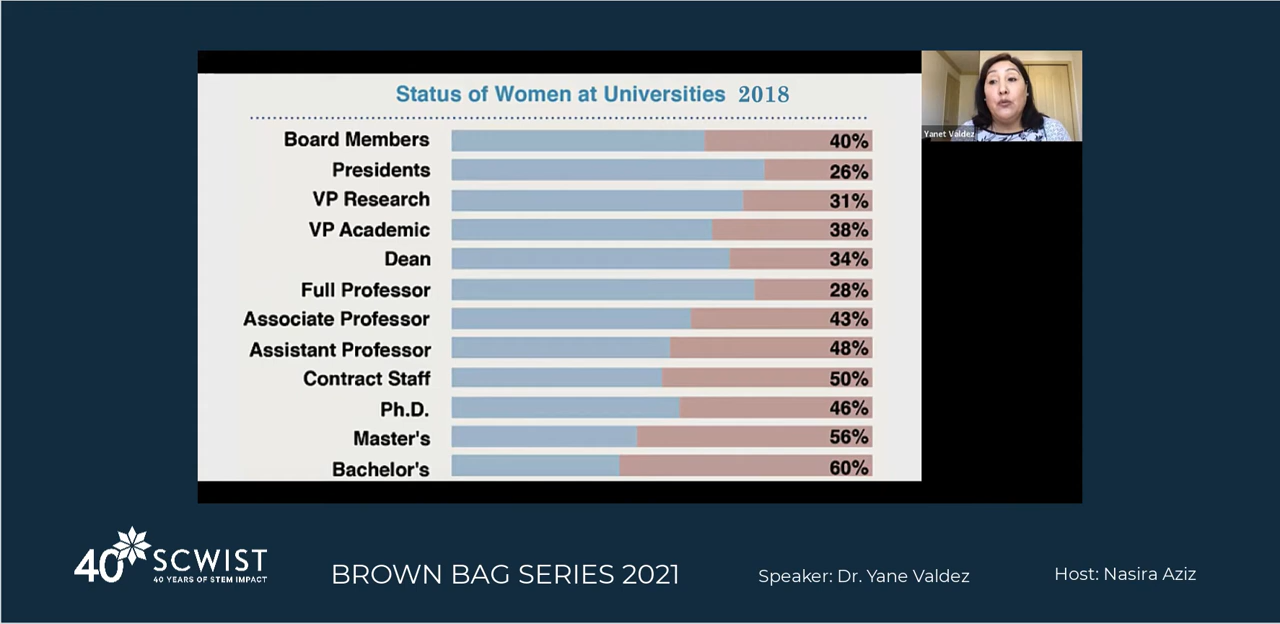 Status of Women at Universities 2018
Board Members 40%
Presidents 26%
VP Research 31%
VP Academic 38%
Dean 34%
Full Professor 28%
Associate Professor 43%
Assistant Professor 48%
Contract Staff 50%
Ph.D. 46%
Master's 56%
Bachelor's 60%
Yanet Valdez
40 SCWIST
40 YEARS OF STEM IMPACT
BROWN BAG SERIES 2021
Speaker: Dr. Yane Valdez
Host: Nasira Aziz